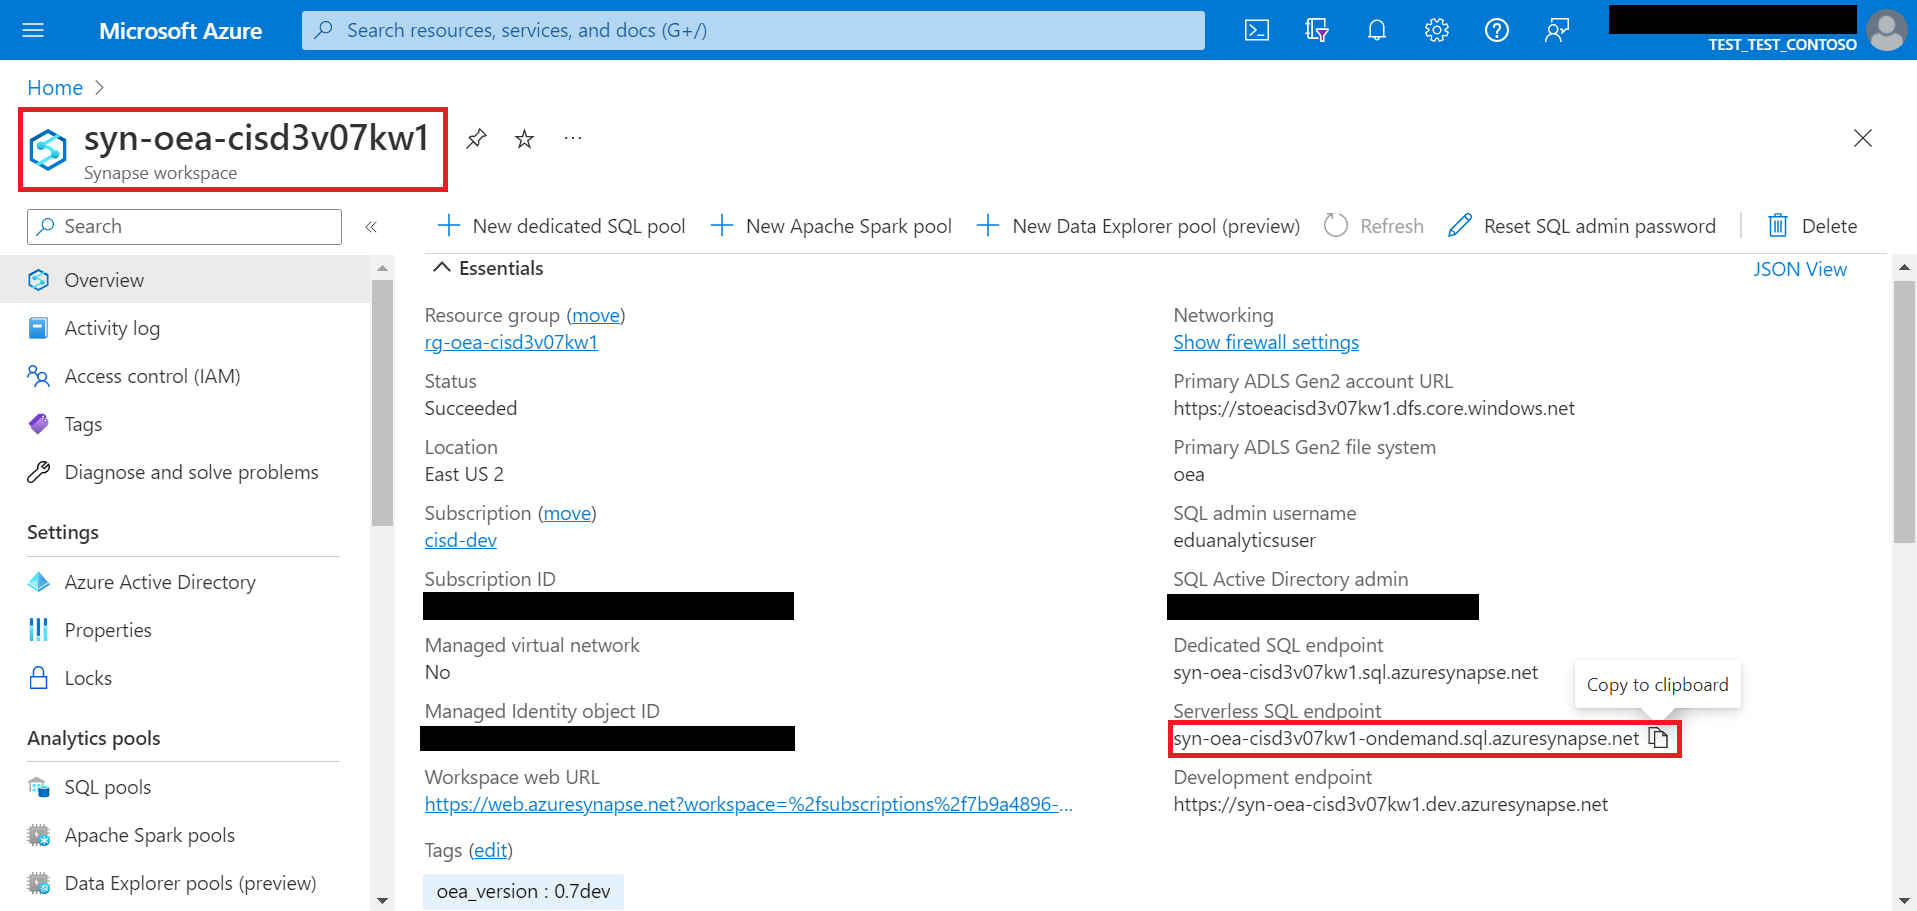 Microsoft Azure
Search resources, services, and docs (G+/)
TEST_TEST_CONTOSO
Home
syn-oea-cisd3v07kw1
Synapse workspace
Search
New dedicated SQL pool
New Apache Spark pool
New Data Explorer pool (preview)
Refresh
Reset SQL admin password
Delete
Overview
Activity log
Access control (IAM)
Tags
Diagnose and solve problems
Settings
Azure Active Directory
Properties
Locks
Analytics pools
SQL pools
Apache Spark pools
Data Explorer pools (preview)
Essentials
JSON View
Resource group (move)
rg-oea-cisd3v07kw1
Status
Succeeded
Location
East US 2
Subscription (move)
cisd-dev
Subscription ID
Managed virtual network
No
Managed Identity object ID
Workspace web URL
https://web.azuresynapse.net?workspace=%2fsubscriptions%2f7b9a4896-...
Tags (edit)
oea_version : 0.7dev
Networking
Show firewall settings
Primary ADLS Gen2 account URL
https://stoeacisd3v07kw1.dfs.core.windows.net
Primary ADLS Gen2 file system
oea
SQL admin username
eduanalyticsuser
SQL Active Directory admin
Dedicated SQL endpoint
syn-oea-cisd3v07kw1.sql.azuresynapse.net
Copy to clipboard
Serverless SQL endpoint
syn-oea-cisd3v07kw1-ondemand.sql.azuresynapse.net
Development endpoint
https://syn-oea-cisd3v07kw1.dev.azuresynapse.net